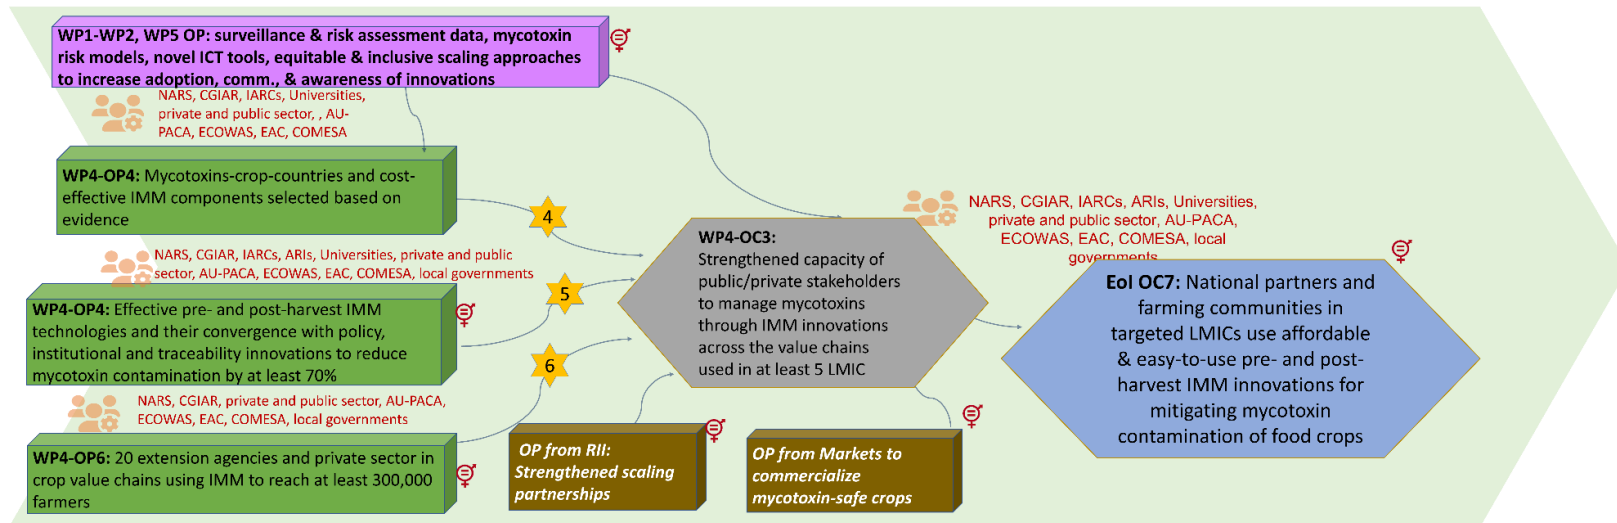 WP1-WP2, WP5 OP: surveillance & risk assessment data, mycotoxin
risk models, novel ICT tools, equitable & inclusive scaling approaches
to increase adoption, comm., & awareness of innovations
NARS, CGIAR, IARCs, Universities,
private and public sector, , AU-
PACA, ECOWAS, EAC, COMESA
WP4-OP4: Mycotoxins-crop-countries and cost-
effective IMM components selected based on
evidence
4
NARS, CGIAR, IARCs, ARIs, Universities, private and public
sector, AU-PACA, ECOWAS, EAC, COMESA, local governments
WP4-OP4: Effective pre- and post-harvest IMM
technologies and their convergence with policy,
institutional and traceability innovations to reduce
mycotoxin contamination by at least 70%
5
NARS, CGIAR, private and public sector, AU-PACA,
ECOWAS, EAC, COMESA, local governments
6
WP4-OP6: 20 extension agencies and private sector in
crop value chains using IMM to reach at least 300,000
farmers
OP from RII:
Strengthened scaling
partnerships
OP from Markets to
commercialize
mycotoxin-safe crops
WP4-OC3:
Strengthened capacity of
public/private stakeholders
to manage mycotoxins
through IMM innovations
across the value chains
used in at least 5 LMIC
NARS, CGIAR, IARCs, ARIs, Universities,
private and public sector, AU-PACA,
ECOWAS, EAC, COMESA, local
governments
EoI OC7: National partners and
farming communities in
targeted LMICs use affordable
& easy-to-use pre- and post-
harvest IMM innovations for
mitigating mycotoxin
contamination of food crops